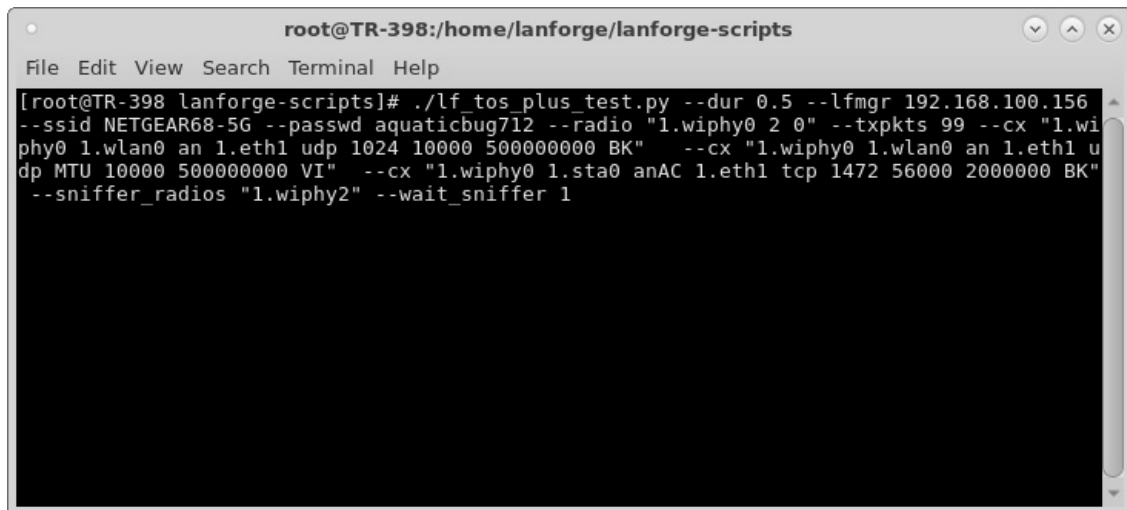 root@TR-398:/home/lanforge/lanforge-scripts
File Edit View Search Terminal Help
[root@TR-398 lanforge-scripts]# ./lf_tos_plus_test.py --dur 0.5 --lfmgr 192.168.100.156
--ssid NETGEAR68-5G --passwd aquaticbug712 --radio "1.wiphy0 2 0" --txpkts 99 --cx "1.wi
phy0 1.wlan0 an 1.eth1 udp 1024 10000 500000000 BK"   --cx "1.wiphy0 1.wlan0 an 1.eth1 u
dp MTU 10000 500000000 VI"  --cx "1.wiphy0 1.sta0 anAC 1.eth1 tcp 1472 56000 2000000 BK"
 --sniffer_radios "1.wiphy2" --wait_sniffer 1